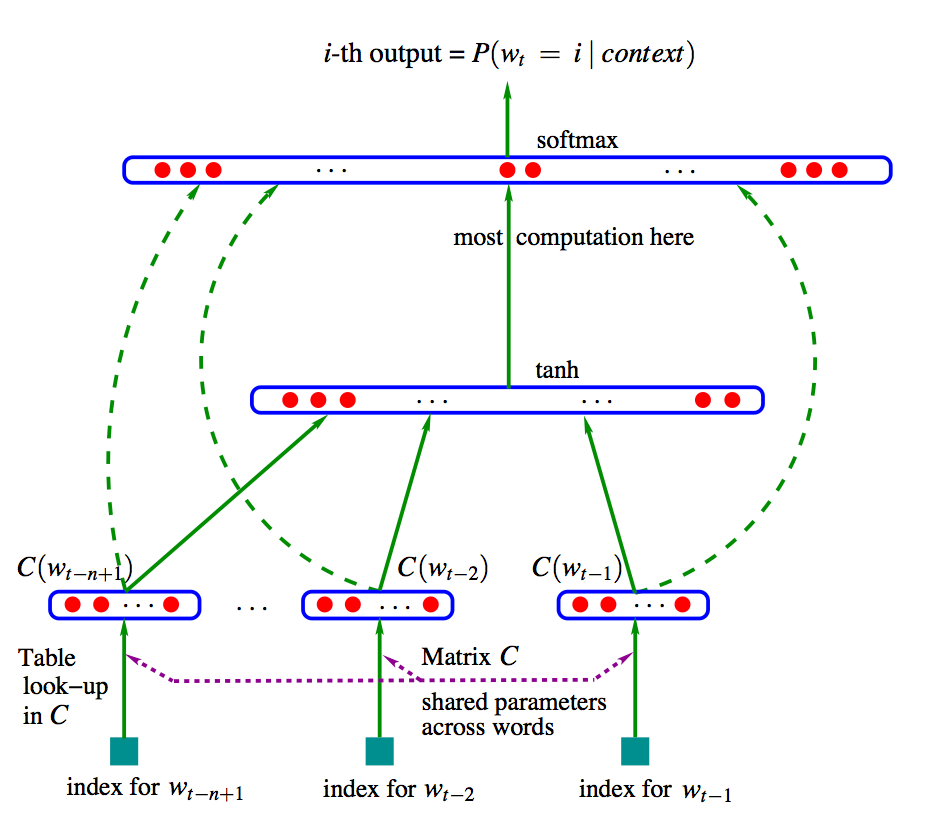 i-th output = P(w_t = i | context)
softmax
. . .
. . .
most computation here
tanh
. . .
. . .
C(w_{t−n+1})
C(w_{t−2})
C(w_{t−1})
. . .
. . .
. . .
. . .
Table
look−up
in C
Matrix C
shared parameters
across words
index for w_{t−n+1}
index for w_{t−2}
index for w_{t−1}